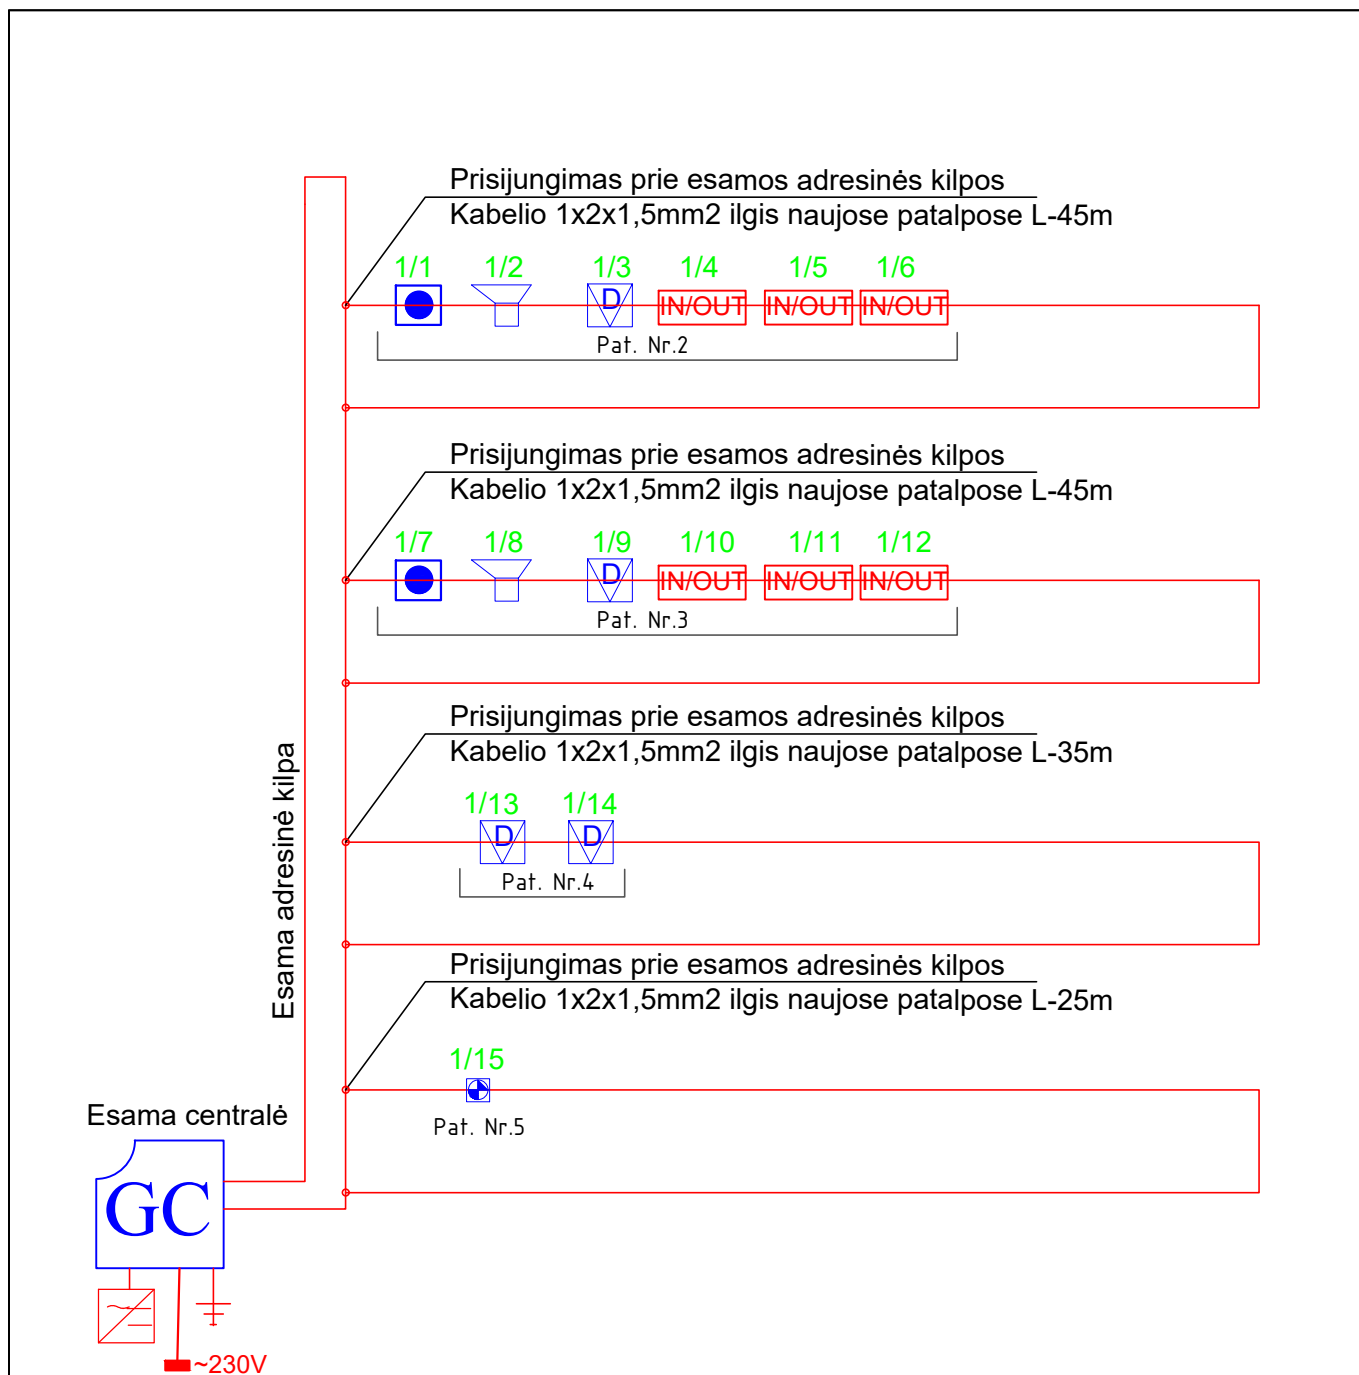 Prisijungimas prie esamos adresinės kilpos
Kabelio 1x2x1,5mm2 ilgis naujose patalpose L-45m
1/1 1/2 1/3 1/4 1/5 1/6
D IN/OUT IN/OUT IN/OUT
Pat. Nr.2
Prisijungimas prie esamos adresinės kilpos
Kabelio 1x2x1,5mm2 ilgis naujose patalpose L-45m
1/7 1/8 1/9 1/10 1/11 1/12
D IN/OUT IN/OUT IN/OUT
Pat. Nr.3
Prisijungimas prie esamos adresinės kilpos
Kabelio 1x2x1,5mm2 ilgis naujose patalpose L-35m
1/13 1/14
D D
Pat. Nr.4
Esama adresinė kilpa
Prisijungimas prie esamos adresinės kilpos
Kabelio 1x2x1,5mm2 ilgis naujose patalpose L-25m
1/15
Pat. Nr.5
Esama centralė
GC
~230V